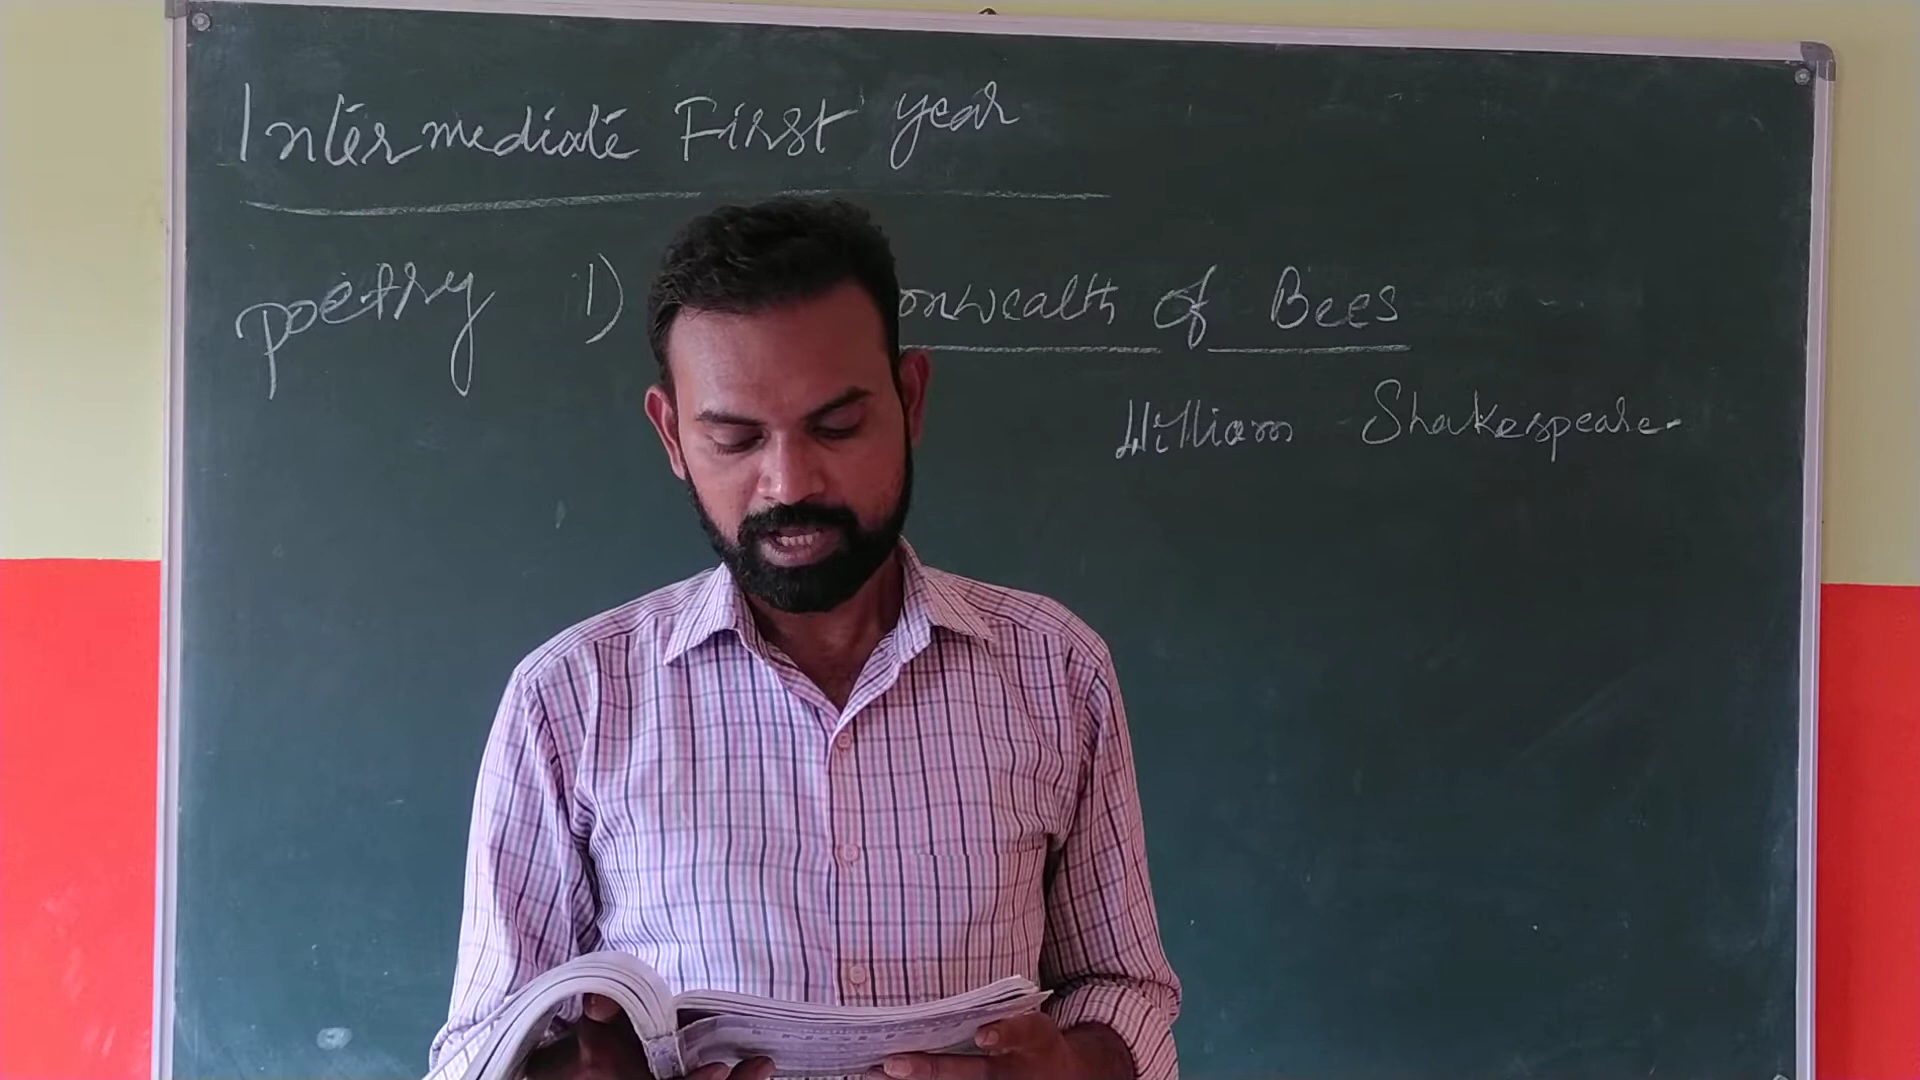 Intermediate First year
poetry 1) onwealth of Bees
William Shakespeare.